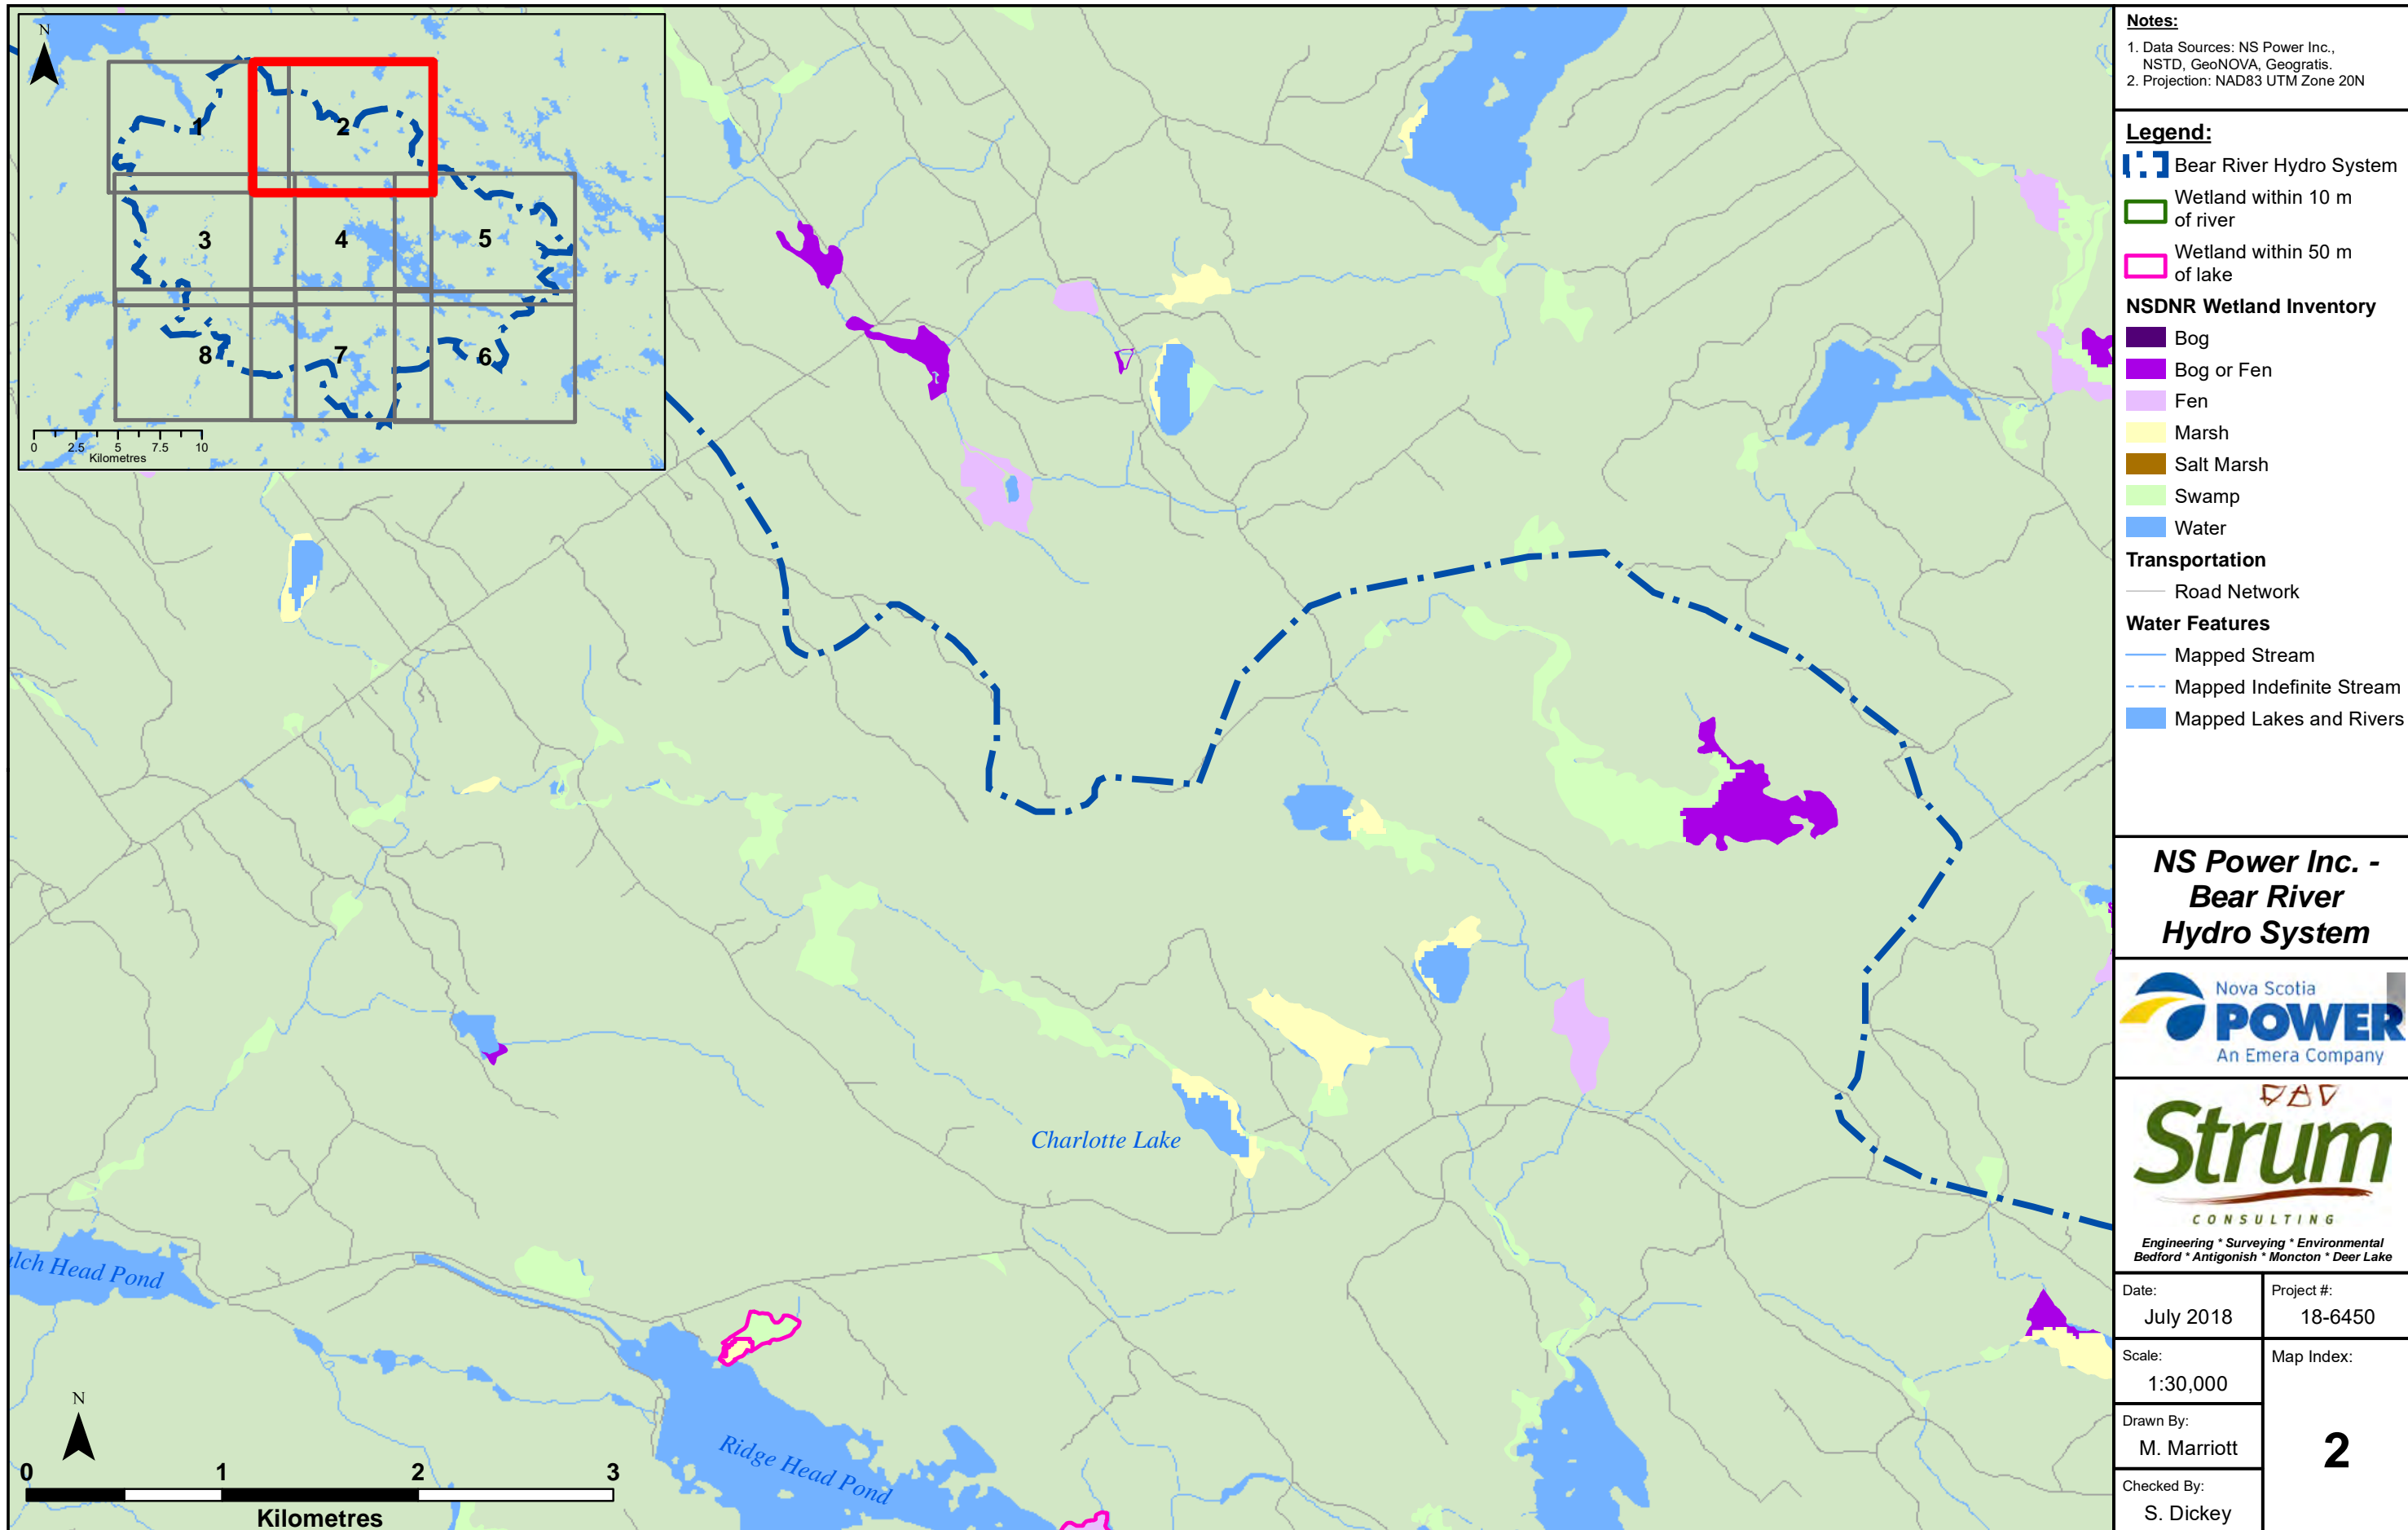 N
1
2
3
4
5
8
7
6
0 2.5 5 7.5 10
Kilometres
Charlotte Lake
lch Head Pond
Ridge Head Pond
N
0 1 2 3
Kilometres
Notes:
1. Data Sources: NS Power Inc.,
NSTD, GeoNOVA, Geogratis.
2. Projection: NAD83 UTM Zone 20N
Legend:
Bear River Hydro System
Wetland within 10 m
of river
Wetland within 50 m
of lake
NSDNR Wetland Inventory
Bog
Bog or Fen
Fen
Marsh
Salt Marsh
Swamp
Water
Transportation
Road Network
Water Features
Mapped Stream
Mapped Indefinite Stream
Mapped Lakes and Rivers
NS Power Inc. -
Bear River
Hydro System
Nova Scotia
POWER
An Emera Company
Strum
CONSULTING
Engineering * Surveying * Environmental
Bedford * Antigonish * Moncton * Deer Lake
Date:
July 2018
Project #:
18-6450
Scale:
1:30,000
Map Index:
2
Drawn By:
M. Marriott
Checked By:
S. Dickey